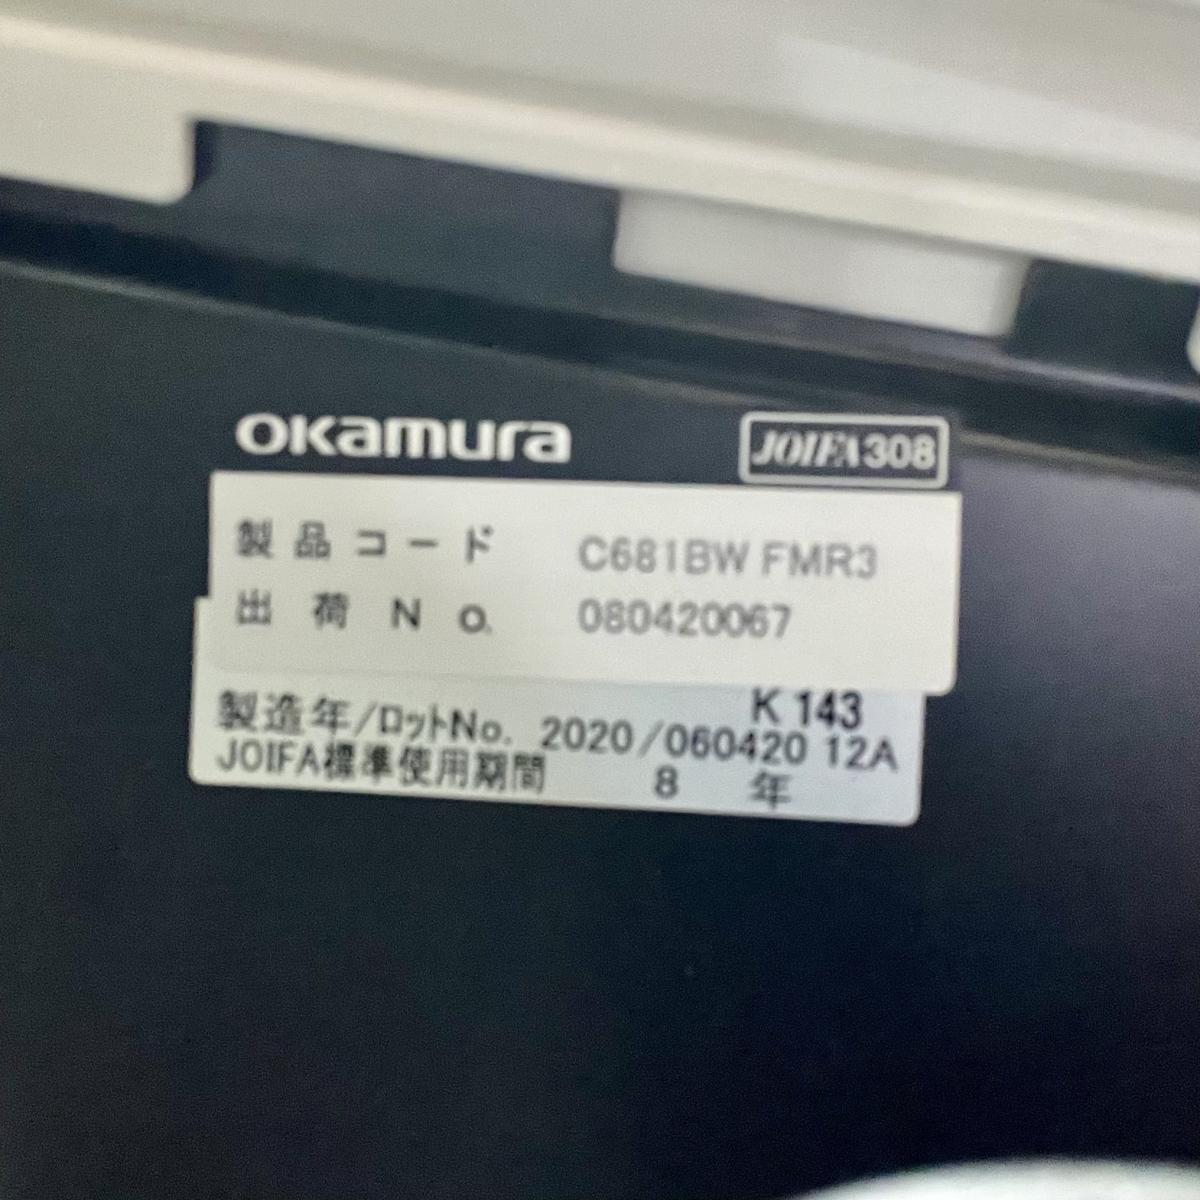 okamura
JOIFA308
製品コード C681BW FMR3
出荷No. 080420067
K 143
製造年/ロットNo. 2020/060420 12A
JOIFA標準使用期間 8 年